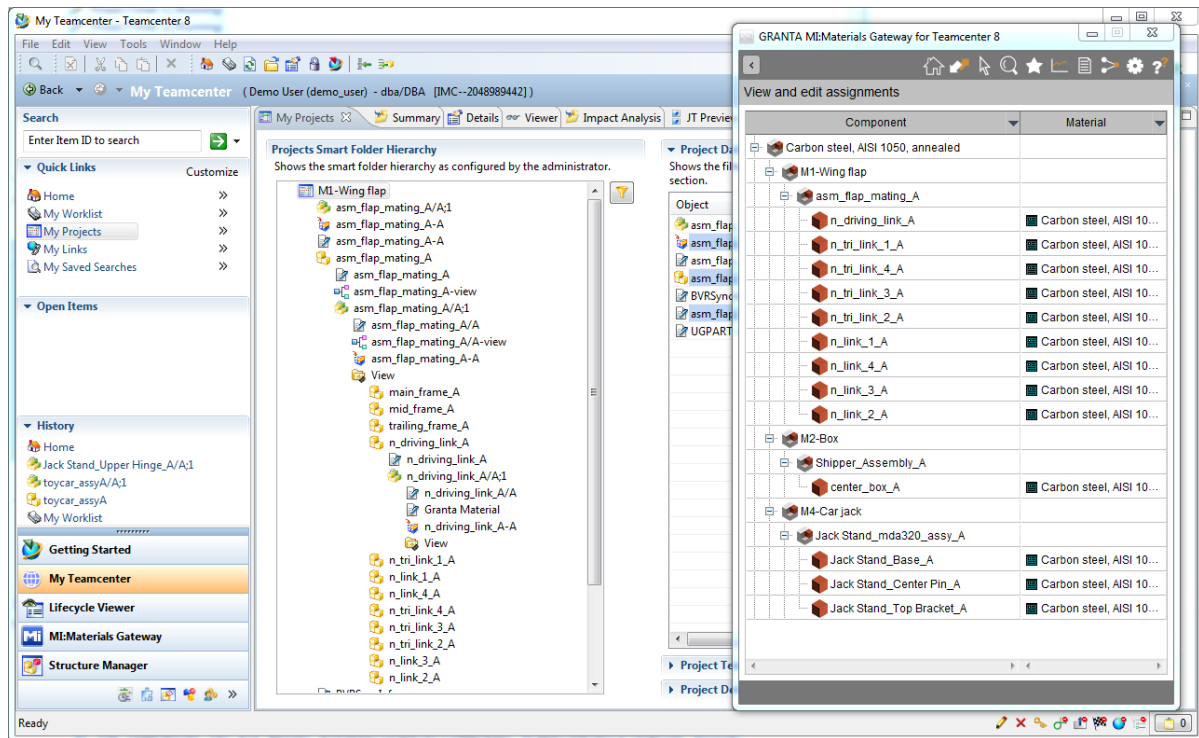 My Teamcenter - Teamcenter 8
File Edit View Tools Window Help
Back
My Teamcenter ( Demo User (demo_user) - dba/DBA [IMC--2048989442] )
Search
Enter Item ID to search
Quick Links
Customize
Home
My Worklist
My Projects
My Links
My Saved Searches
Open Items
History
Home
Jack Stand_Upper Hinge_A/A;1
toycar_assyA/A;1
toycar_assyA
My Worklist
Getting Started
My Teamcenter
Lifecycle Viewer
MI:Materials Gateway
Structure Manager
Ready
My Projects Summary Details Viewer Impact Analysis JT Preview
Projects Smart Folder Hierarchy
Shows the smart folder hierarchy as configured by the administrator.
M1-Wing flap
asm_flap_mating_A/A;1
asm_flap_mating_A-A
asm_flap_mating_A-A
asm_flap_mating_A
asm_flap_mating_A
asm_flap_mating_A-view
asm_flap_mating_A/A;1
asm_flap_mating_A/A
asm_flap_mating_A/A-view
asm_flap_mating_A-A
View
main_frame_A
mid_frame_A
trailing_frame_A
n_driving_link_A
n_driving_link_A
n_driving_link_A/A;1
n_driving_link_A/A
Granta Material
n_driving_link_A-A
View
n_tri_link_1_A
n_link_1_A
n_link_4_A
n_tri_link_4_A
n_tri_link_3_A
n_tri_link_2_A
n_link_3_A
n_link_2_A
Project Da
Shows the fil
section.
Object
asm_flap
asm_flap
asm_flap
asm_flap
BVRSync
asm_flap
UGPART
Project Te
Project De
GRANTA MI:Materials Gateway for Teamcenter 8
View and edit assignments
Component Material
Carbon steel, AISI 1050, annealed
M1-Wing flap
asm_flap_mating_A
n_driving_link_A Carbon steel, AISI 10...
n_tri_link_1_A Carbon steel, AISI 10...
n_tri_link_4_A Carbon steel, AISI 10...
n_tri_link_3_A Carbon steel, AISI 10...
n_tri_link_2_A Carbon steel, AISI 10...
n_link_1_A Carbon steel, AISI 10...
n_link_4_A Carbon steel, AISI 10...
n_link_3_A Carbon steel, AISI 10...
n_link_2_A Carbon steel, AISI 10...
M2-Box
Shipper_Assembly_A
center_box_A Carbon steel, AISI 10...
M4-Car jack
Jack Stand_mda320_assy_A
Jack Stand_Base_A Carbon steel, AISI 10...
Jack Stand_Center Pin_A Carbon steel, AISI 10...
Jack Stand_Top Bracket_A Carbon steel, AISI 10...
0